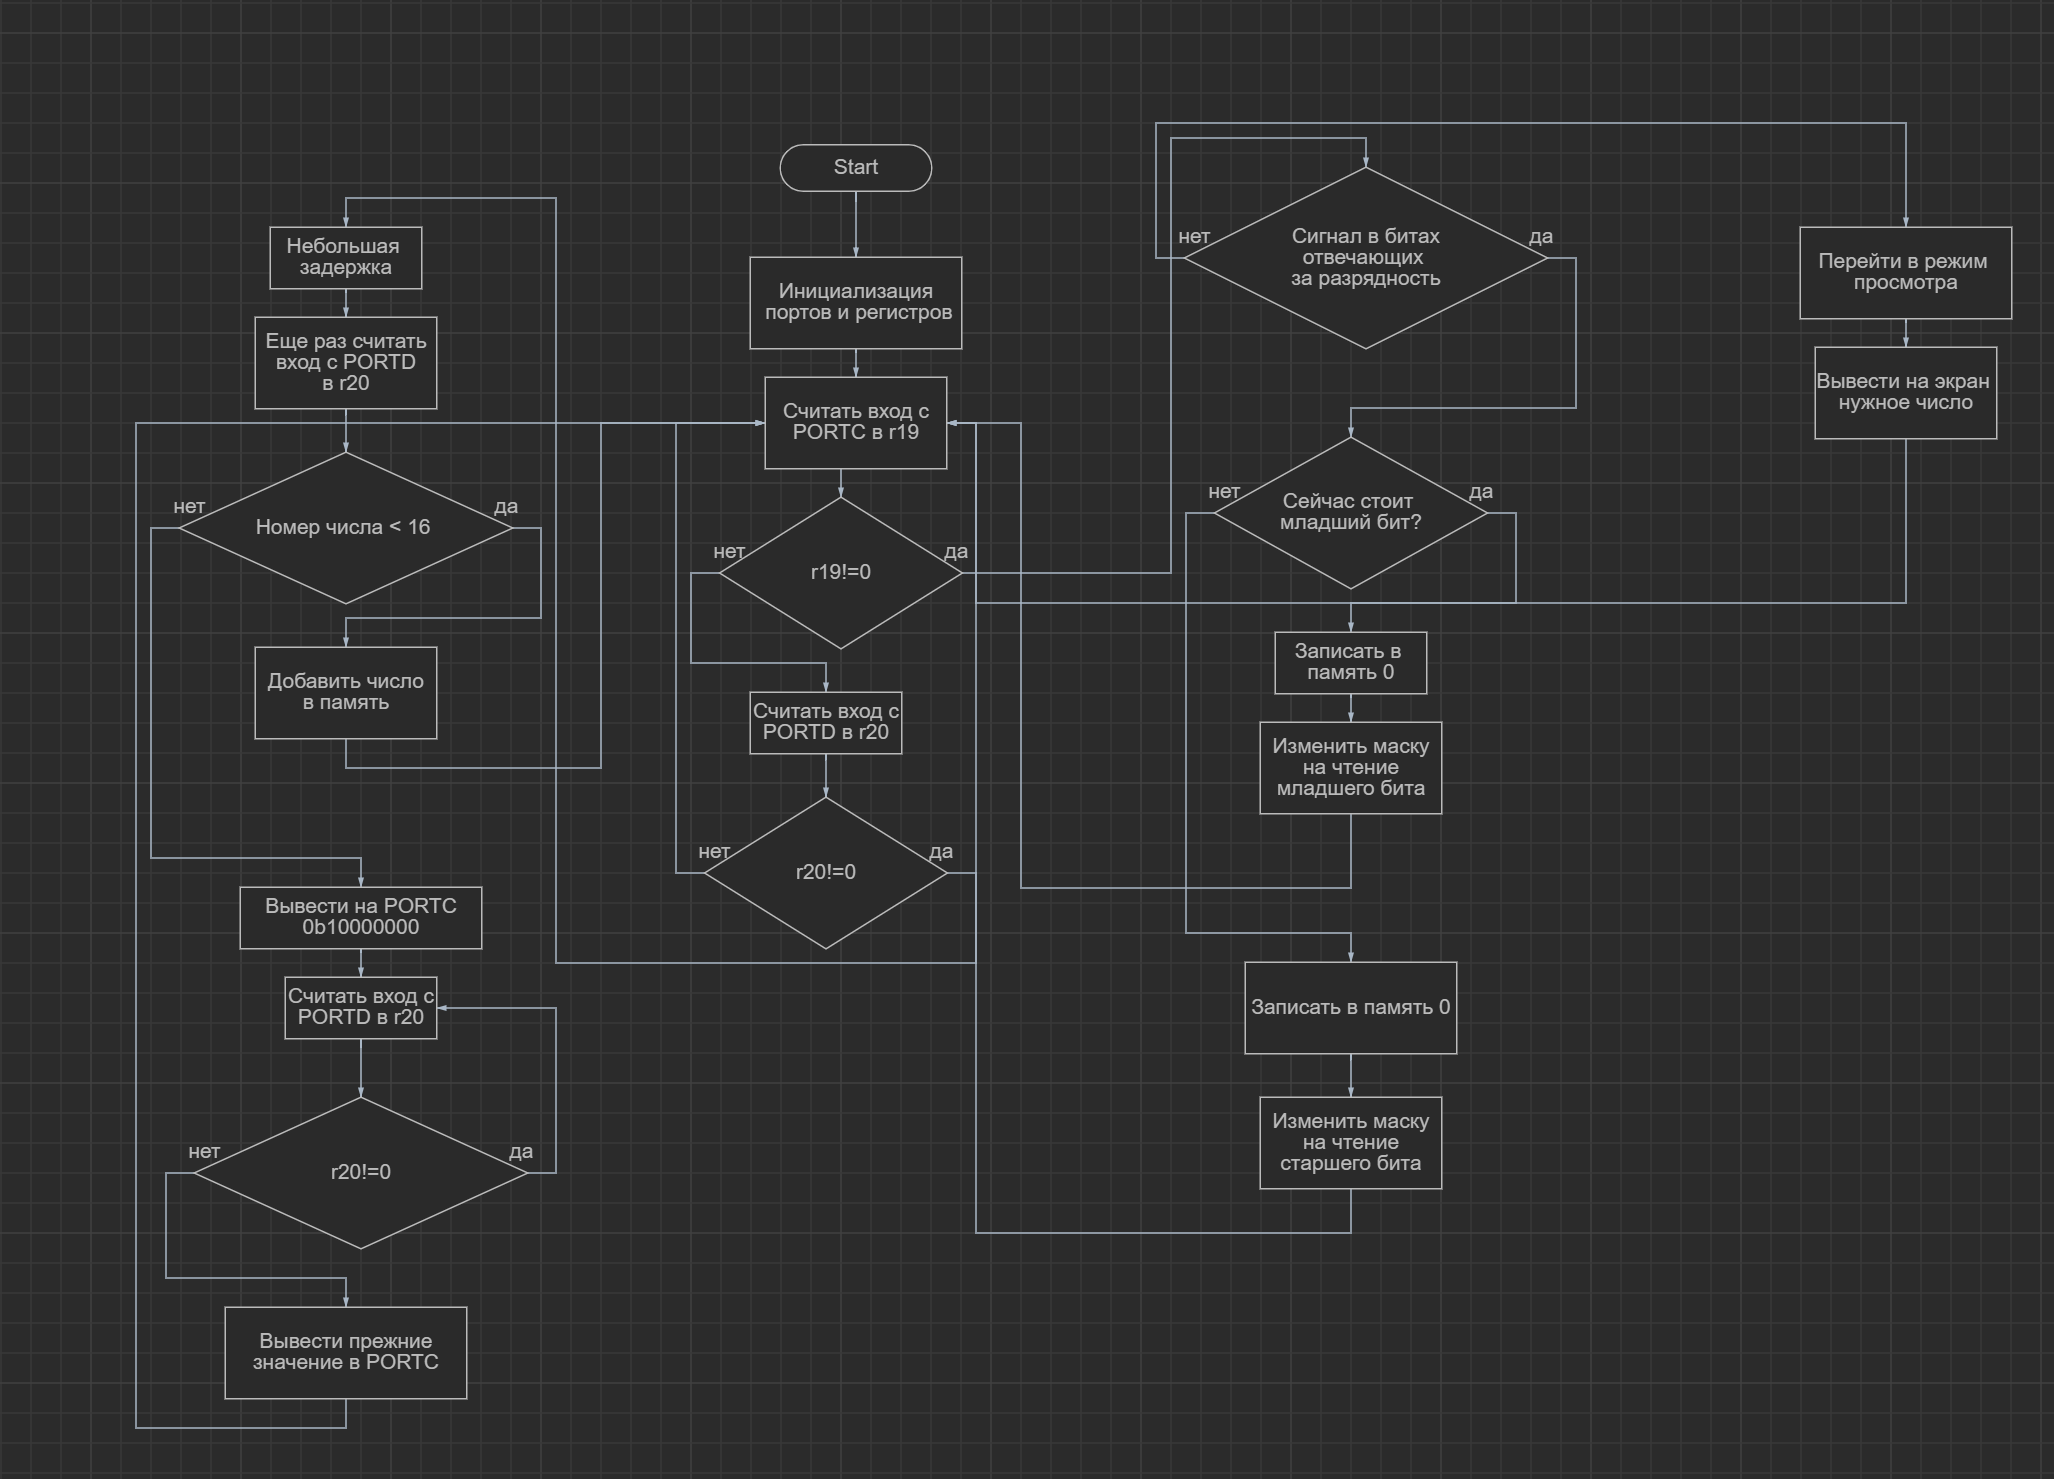 Start
Инициализация
портов и регистров
Считать вход с
PORTC в r19
r19!=0
нет
да
Считать вход с
PORTD в r20
r20!=0
нет
да
Небольшая
задержка
Еще раз считать
вход с PORTD
в r20
Номер числа < 16
нет
да
Добавить число
в память
Вывести на PORTC
0b10000000
Считать вход с
PORTD в r20
r20!=0
нет
да
Вывести прежние
значение в PORTC
Сигнал в битах
отвечающих
за разрядность
нет
да
Сейчас стоит
младший бит?
нет
да
Записать в
память 0
Изменить маску
на чтение
младшего бита
Записать в память 0
Изменить маску
на чтение
старшего бита
Перейти в режим
просмотра
Вывести на экран
нужное число